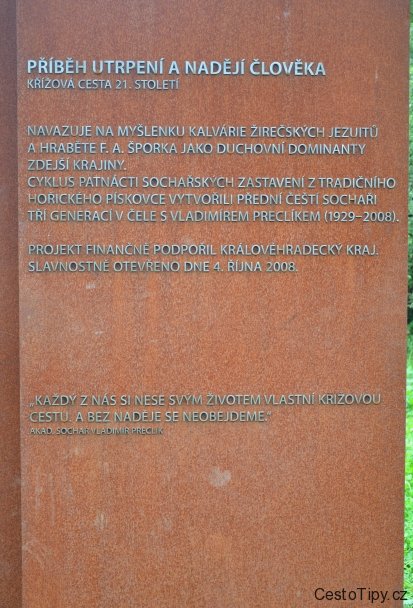 PŘÍBĚH UTRPENÍ A NADĚJÍ ČLOVĚKA
KŘÍŽOVÁ CESTA 21. STOLETÍ
NAVAZUJE NA MYŠLENKU KALVÁRIE ŽIREČSKÝCH JEZUITŮ
A HRABĚTE F. A. ŠPORKA JAKO DUCHOVNÍ DOMINANTY
ZDEJŠÍ KRAJINY.
CYKLUS PATNÁCTI SOCHAŘSKÝCH ZASTAVENÍ Z TRADIČNÍHO
HOŘICKÉHO PÍSKOVCE VYTVOŘILI PŘEDNÍ ČEŠTÍ SOCHAŘI
TŘÍ GENERACÍ V ČELE S VLADIMÍREM PRECLÍKEM (1929–2008).
PROJEKT FINANČNĚ PODPOŘIL KRÁLOVÉHRADECKÝ KRAJ.
SLAVNOSTNĚ OTEVŘENO DNE 4. ŘÍJNA 2008.
„KAŽDÝ Z NÁS SI NESE SVÝM ŽIVOTEM VLASTNÍ KŘÍŽOVOU
CESTU. A BEZ NADĚJE SE NEOBEJDEME."
AKAD. SOCHAŘ VLADIMÍR PRECLÍK
CestoTipy.cz